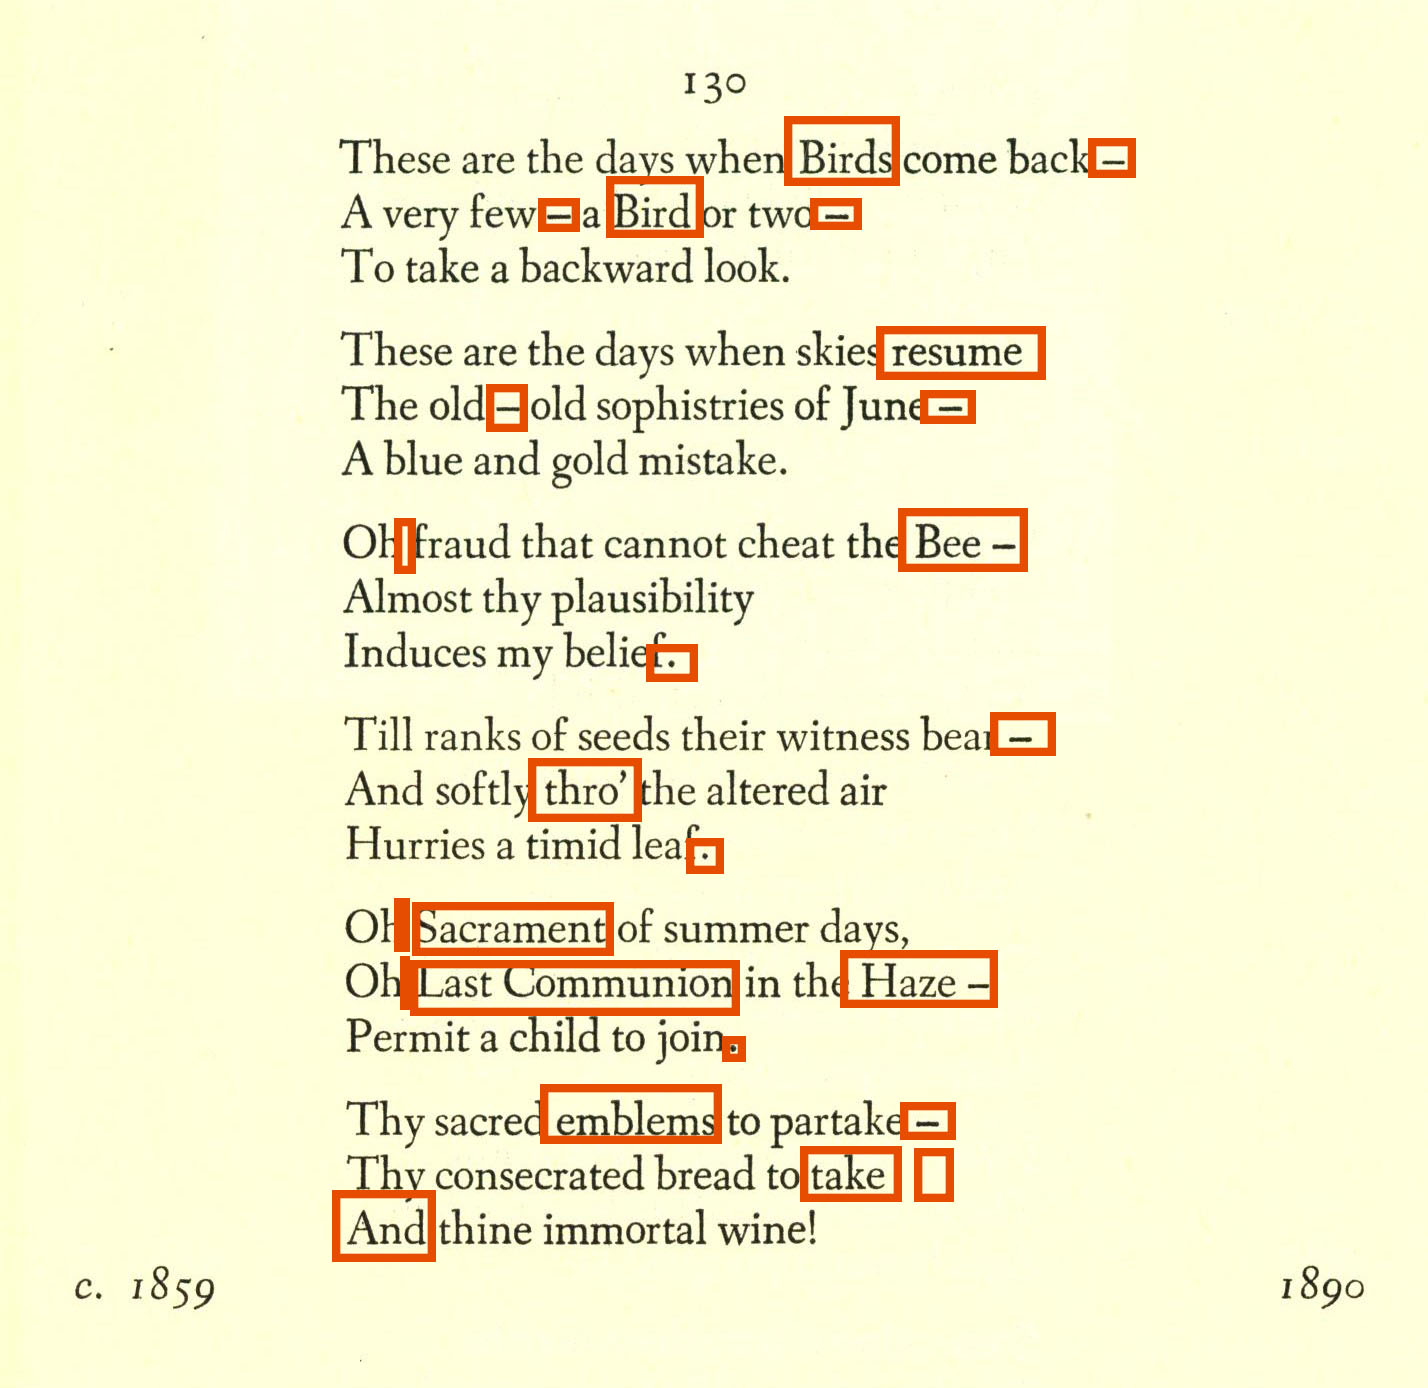 130
These are the days when Birds come back –
A very few – a Bird or two –
To take a backward look.
These are the days when skies resume
The old – old sophistries of June –
A blue and gold mistake.
Oh fraud that cannot cheat the Bee –
Almost thy plausibility
Induces my belief.
Till ranks of seeds their witness bear –
And softly thro' the altered air
Hurries a timid leaf.
Oh Sacrament of summer days,
Oh Last Communion in the Haze –
Permit a child to join.
Thy sacred emblems to partake –
Thy consecrated bread to take
And thine immortal wine!
c. 1859
1890